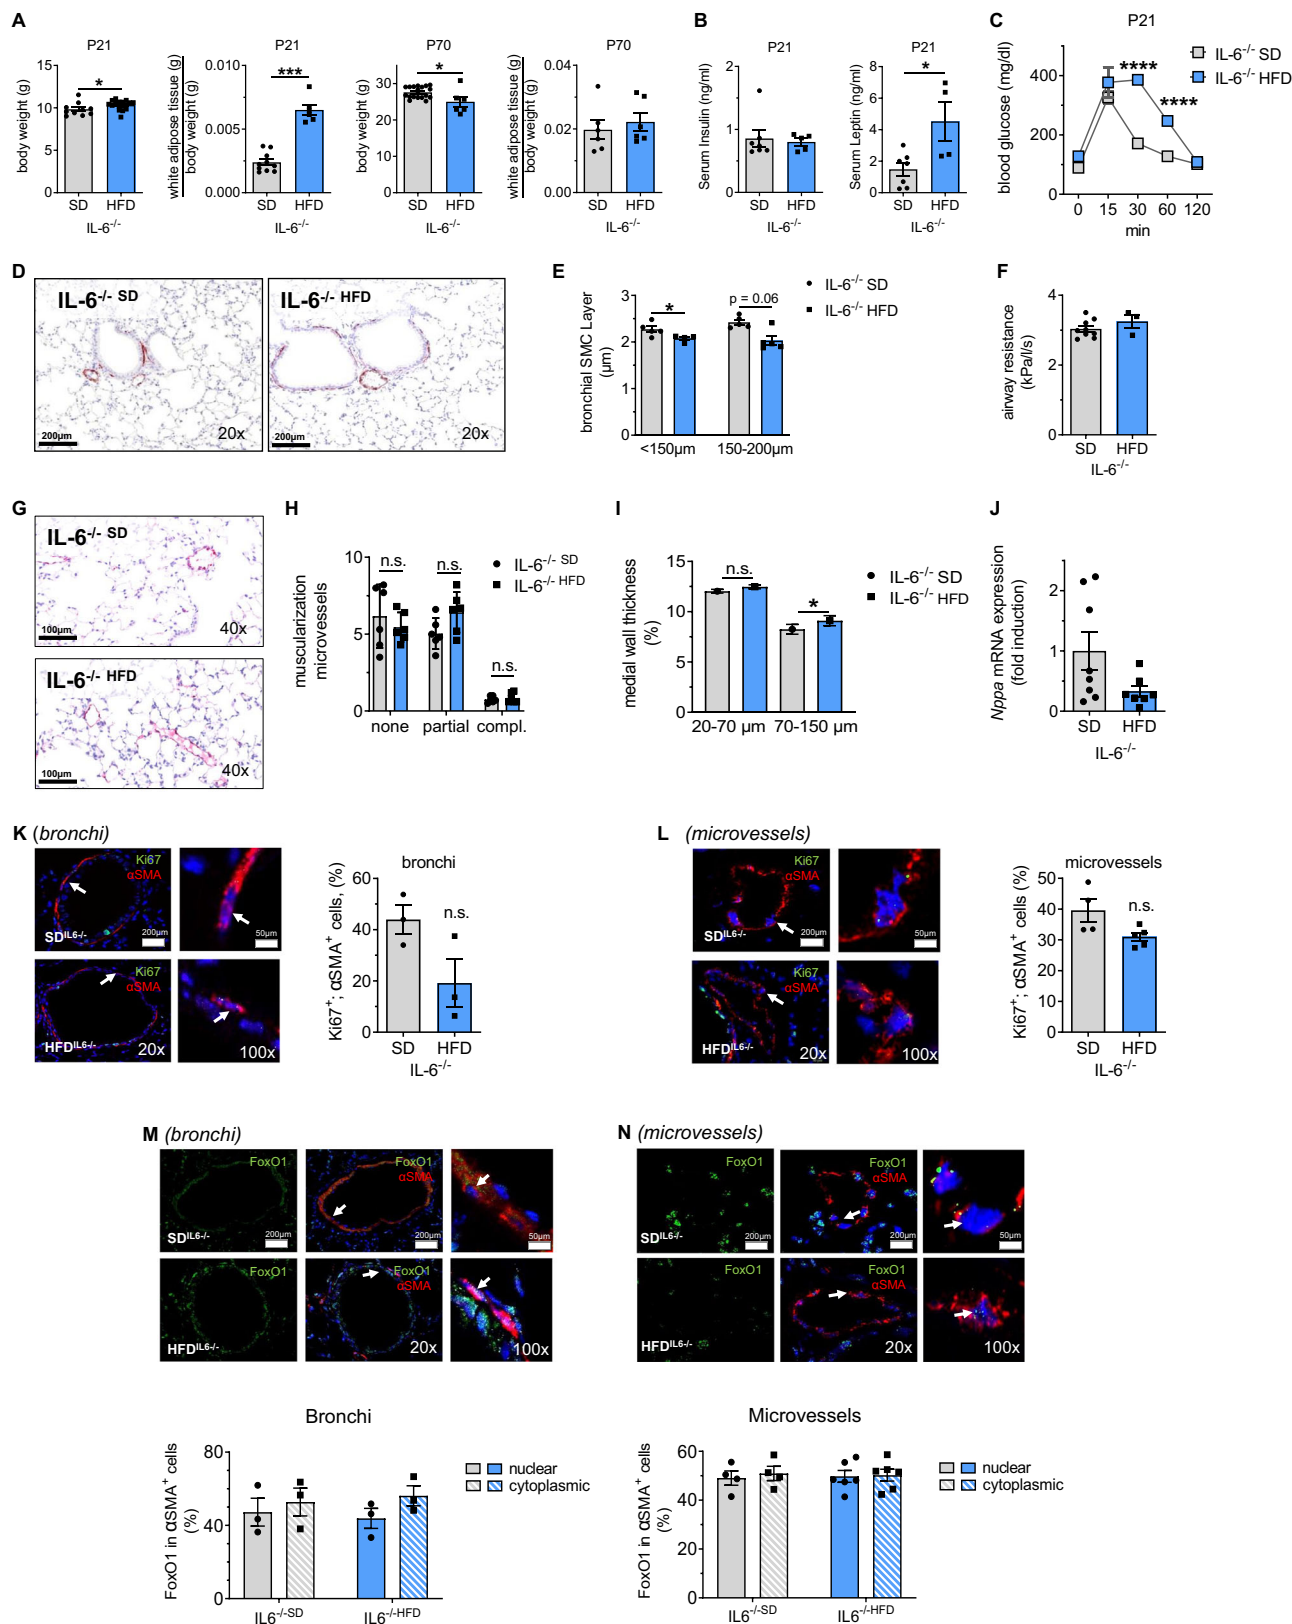 A
P21
body weight (g)
15
10
5
0
*
SD
HFD
IL-6-/-
P21
white adipose tissue (g)
body weight (g)
0.010
0.005
0.000
***
SD
HFD
IL-6-/-
P70
body weight (g)
30
20
10
0
*
SD
HFD
IL-6-/-
P70
white adipose tissue (g)
body weight (g)
0.04
0.02
0.00
SD
HFD
IL-6-/-
B
P21
Serum Insulin (ng/ml)
2.0
1.5
1.0
0.5
0.0
SD
HFD
IL-6-/-
P21
Serum Leptin (ng/ml)
8
6
4
2
0
*
SD
HFD
IL-6-/-
C
P21
blood glucose (mg/dl)
400
200
0
****
****
0 15 30 60 120
min
IL-6-/- SD
IL-6-/- HFD
D
IL-6-/- SD
200µm
20x
IL-6-/- HFD
200µm
20x
E
bronchial SMC Layer
(µm)
3
2
1
0
*
p = 0.06
<150µm
150-200µm
IL-6-/- SD
IL-6-/- HFD
F
airway resistance
(kPa/l/s)
6
4
2
0
SD
HFD
IL-6-/-
G
IL-6-/- SD
100µm
40x
IL-6-/- HFD
100µm
40x
H
muscularization
microvessels
10
5
0
n.s.
n.s.
n.s.
none partial compl.
IL-6-/- SD
IL-6-/- HFD
I
medial wall thickness
(%)
15
10
5
0
n.s.
*
20-70 µm 70-150 µm
IL-6-/- SD
IL-6-/- HFD
J
Nppa mRNA expression
(fold induction)
3
2
1
0
SD
HFD
IL-6-/-
K (bronchi)
Ki67
αSMA
200µm
SDIL6-/-
50µm
Ki67
αSMA
HFDIL6-/-
20x
100x
bronchi
Ki67+; αSMA+ cells, (%)
60
40
20
0
n.s.
SD
HFD
IL-6-/-
L (microvessels)
Ki67
αSMA
200µm
SDIL6-/-
50µm
Ki67
αSMA
HFDIL6-/-
20x
100x
microvessels
Ki67+; αSMA+ cells (%)
50
40
30
20
10
0
n.s.
SD
HFD
IL-6-/-
M (bronchi)
FoxO1
200µm
SDIL6-/-
FoxO1
αSMA
200µm
50µm
FoxO1
HFDIL6-/-
FoxO1
αSMA
20x
100x
N (microvessels)
FoxO1
200µm
SDIL6-/-
FoxO1
αSMA
200µm
50µm
FoxO1
HFDIL6-/-
FoxO1
αSMA
20x
100x
Bronchi
FoxO1 in αSMA+ cells
(%)
80
40
0
nuclear
cytoplasmic
IL6-/-SD
IL6-/-HFD
Microvessels
FoxO1 in αSMA+ cells
(%)
60
40
20
0
nuclear
cytoplasmic
IL6-/-SD
IL6-/-HFD